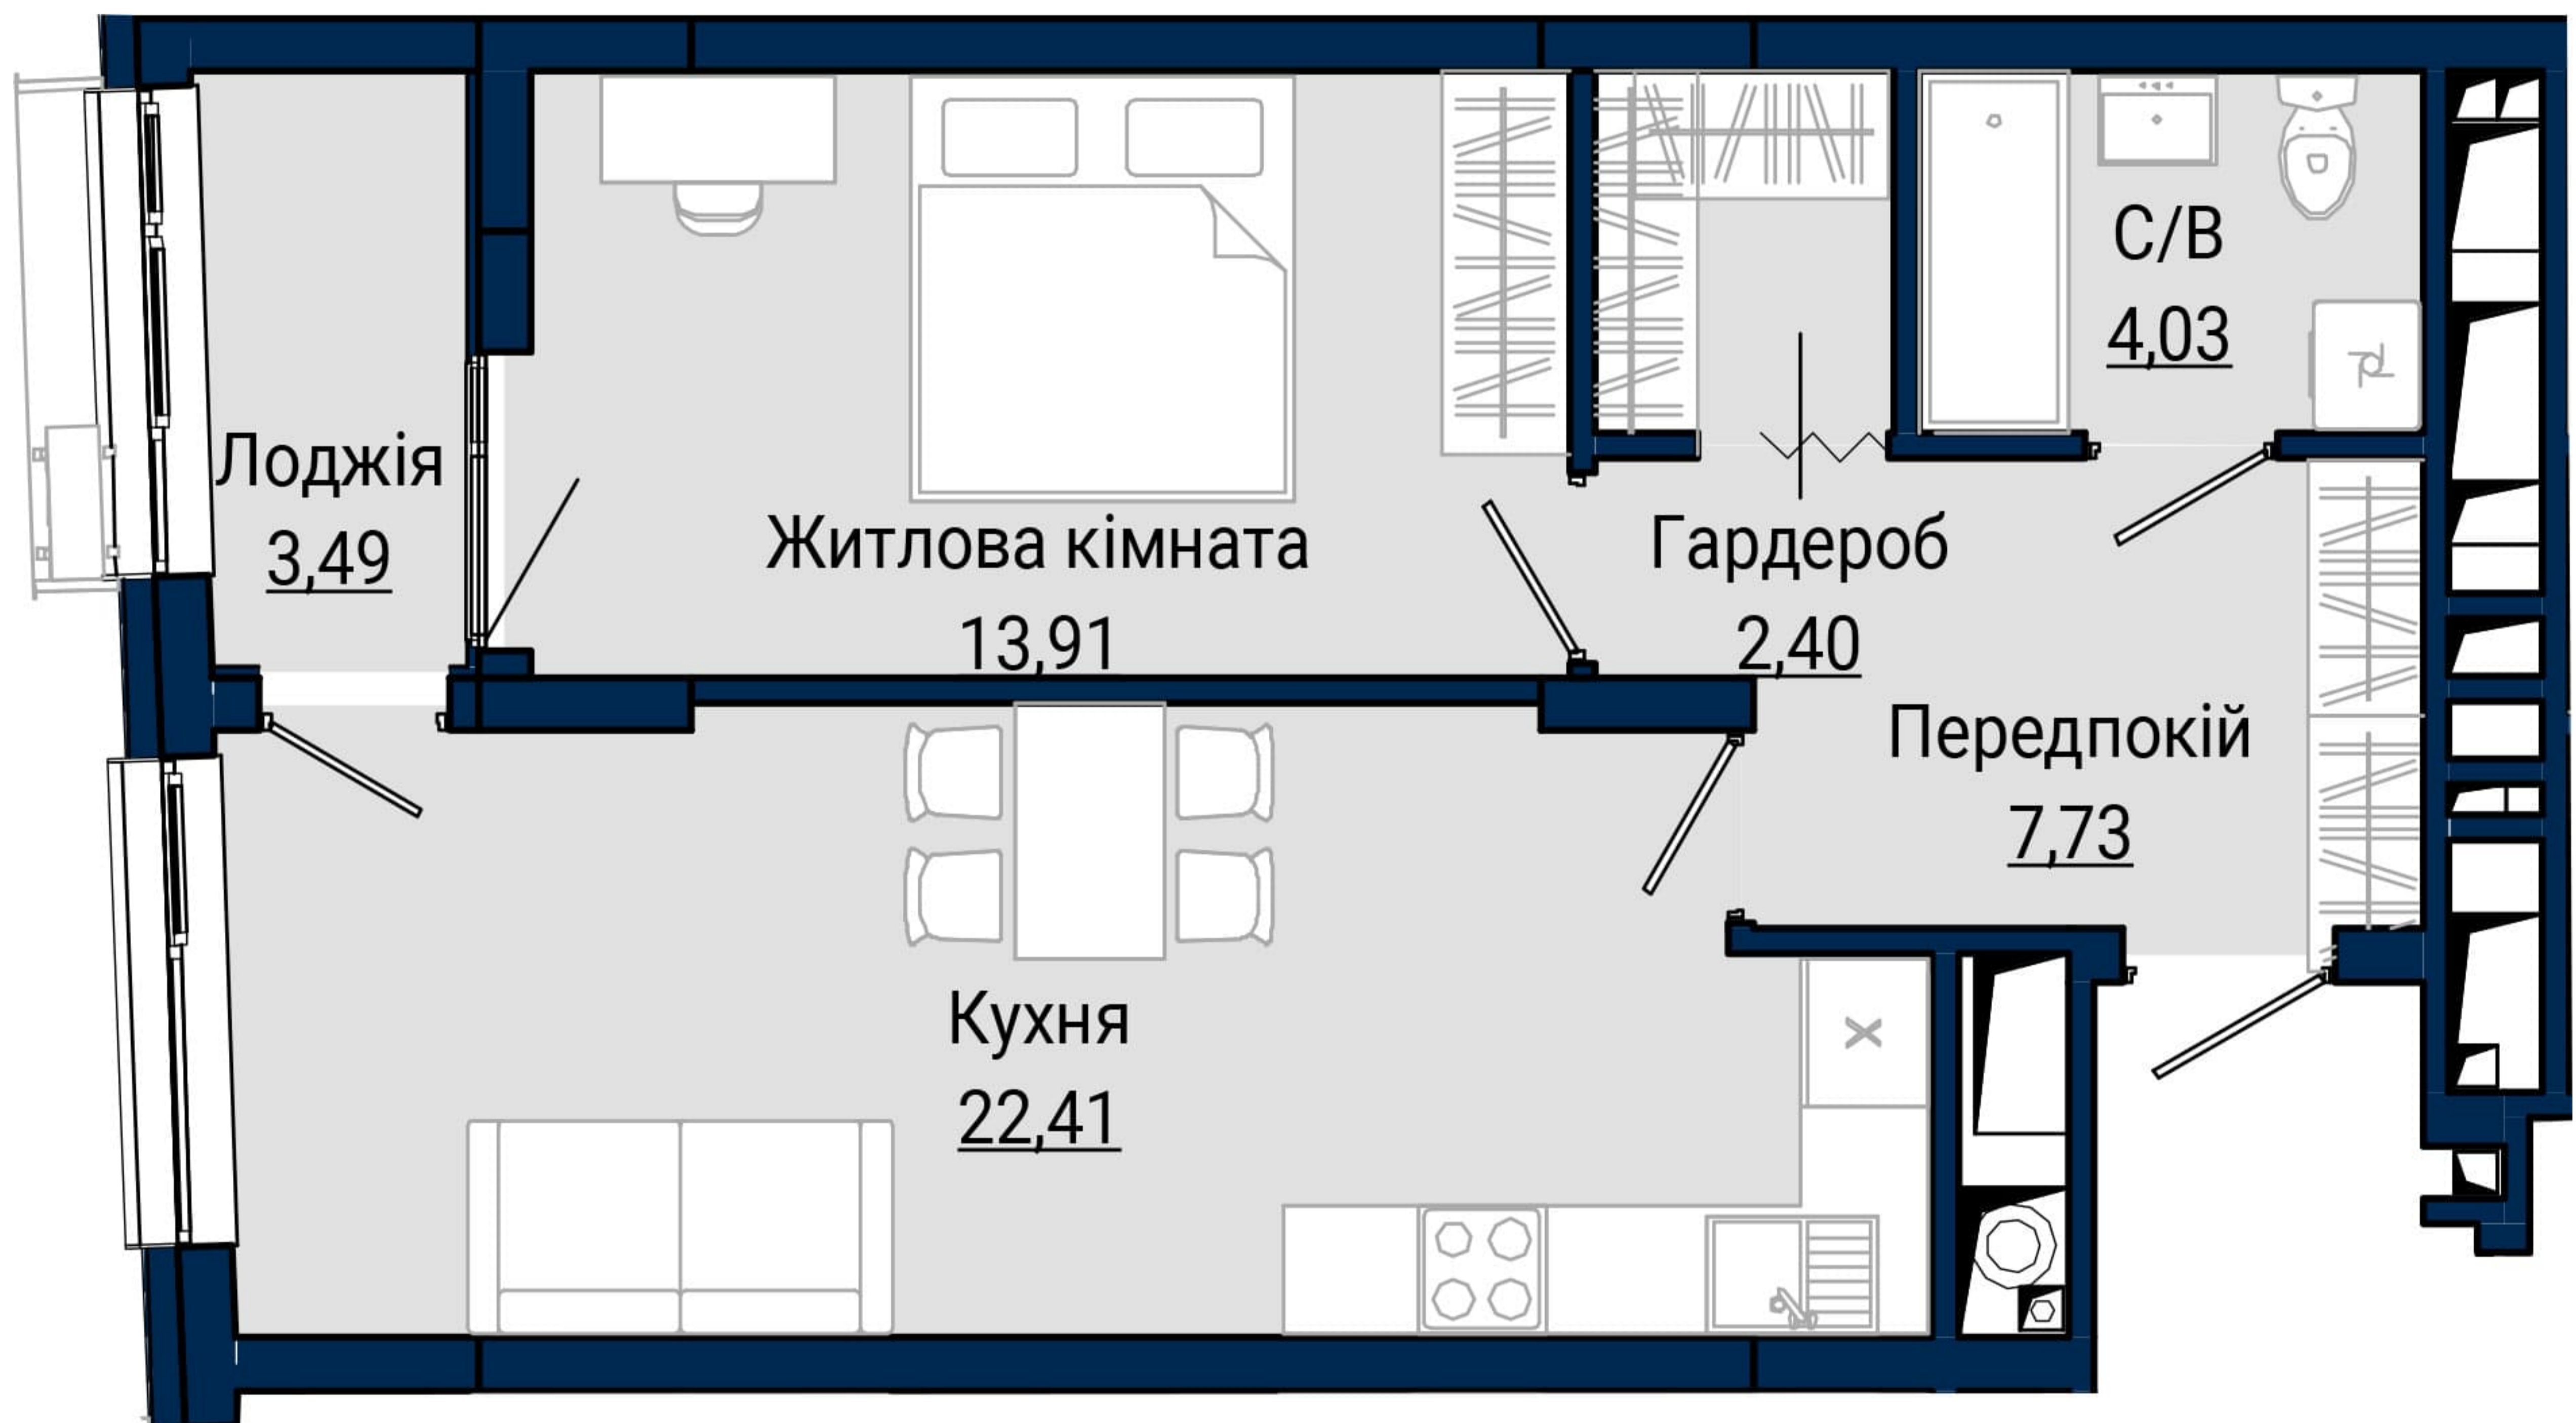 С/В
4,03
Лоджія
3,49
Житлова кімната
13,91
Гардероб
2,40
Передпокій
7,73
Кухня
22,41